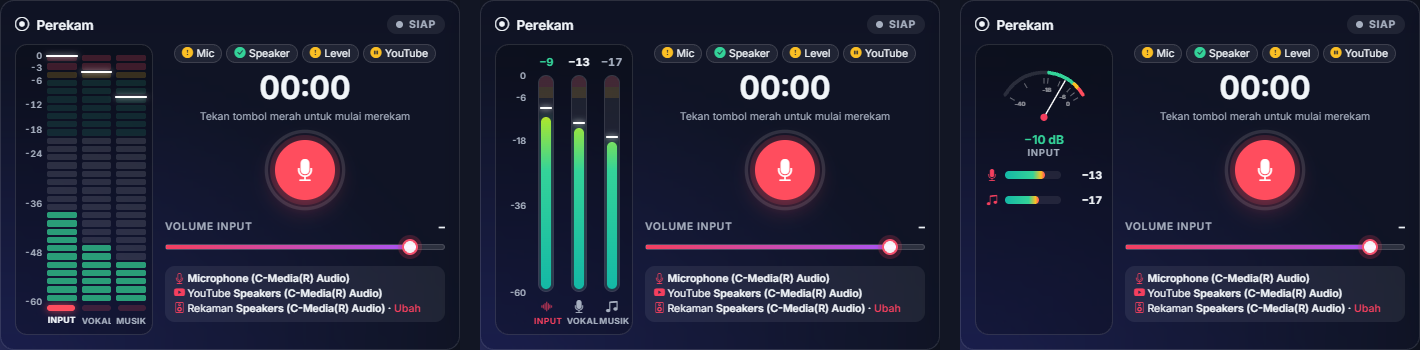 Perekam
SIAP
0
-3
-6
-12
-18
-24
-36
-48
-60
INPUT VOKAL MUSIK
Mic Speaker Level YouTube
00:00
Tekan tombol merah untuk mulai merekam
VOLUME INPUT –
Microphone (C-Media(R) Audio)
YouTube Speakers (C-Media(R) Audio)
Rekaman Speakers (C-Media(R) Audio) · Ubah
Perekam
SIAP
−9 −13 −17
0
-6
-18
-36
-60
INPUT VOKAL MUSIK
Mic Speaker Level YouTube
00:00
Tekan tombol merah untuk mulai merekam
VOLUME INPUT –
Microphone (C-Media(R) Audio)
YouTube Speakers (C-Media(R) Audio)
Rekaman Speakers (C-Media(R) Audio) · Ubah
Perekam
SIAP
-40 -18 -6 0
−10 dB
INPUT
−13
−17
Mic Speaker Level YouTube
00:00
Tekan tombol merah untuk mulai merekam
VOLUME INPUT –
Microphone (C-Media(R) Audio)
YouTube Speakers (C-Media(R) Audio)
Rekaman Speakers (C-Media(R) Audio) · Ubah